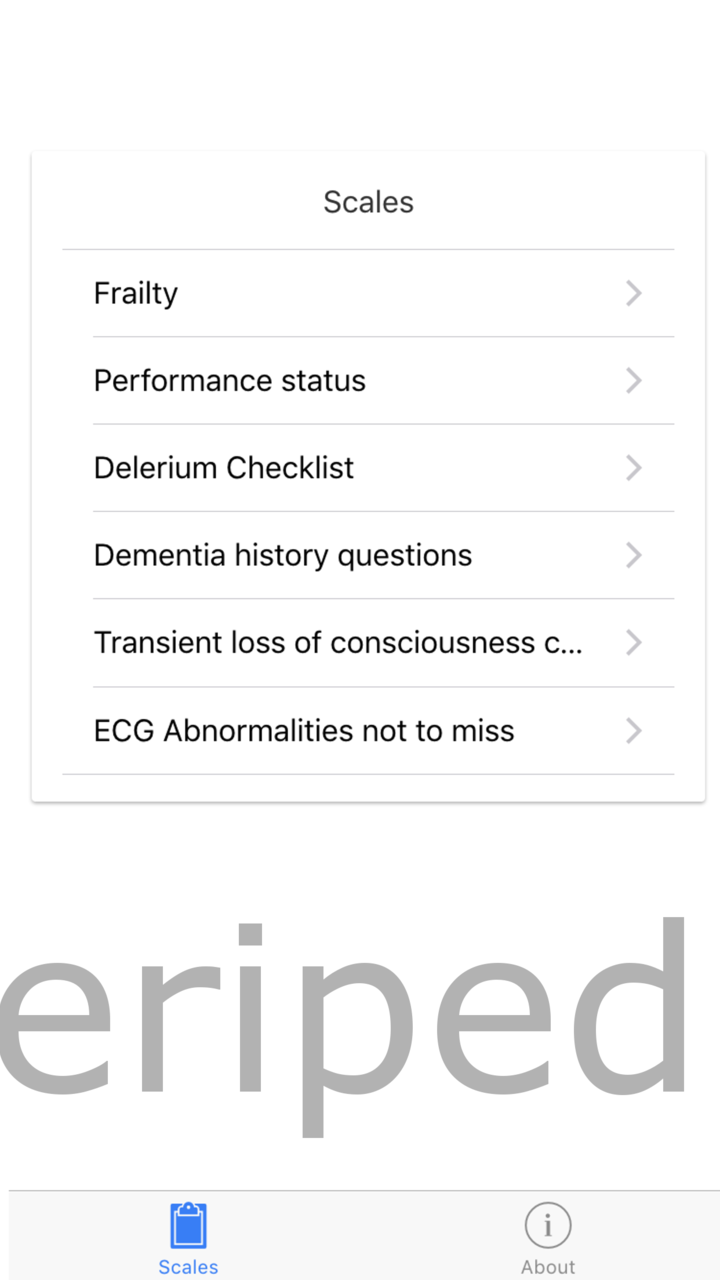 Scales
Frailty
Performance status
Delerium Checklist
Dementia history questions
Transient loss of consciousness c...
ECG Abnormalities not to miss
eriped
Scales
About